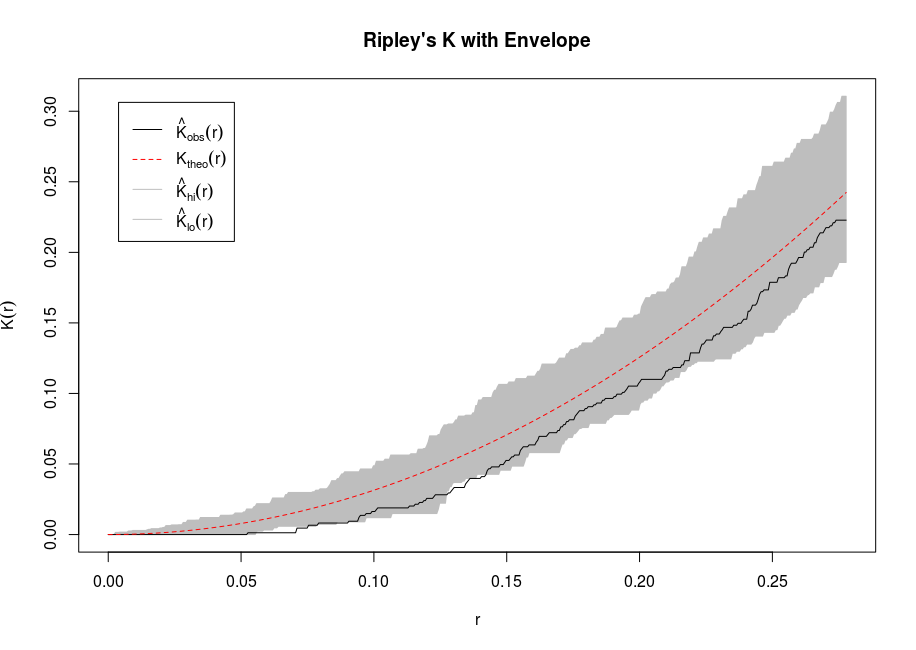 Ripley's K with Envelope
K̂obs(r)
Ktheo(r)
K̂hi(r)
K̂lo(r)
K(r)
0.30
0.25
0.20
0.15
0.10
0.05
0.00
0.00 0.05 0.10 0.15 0.20 0.25
r